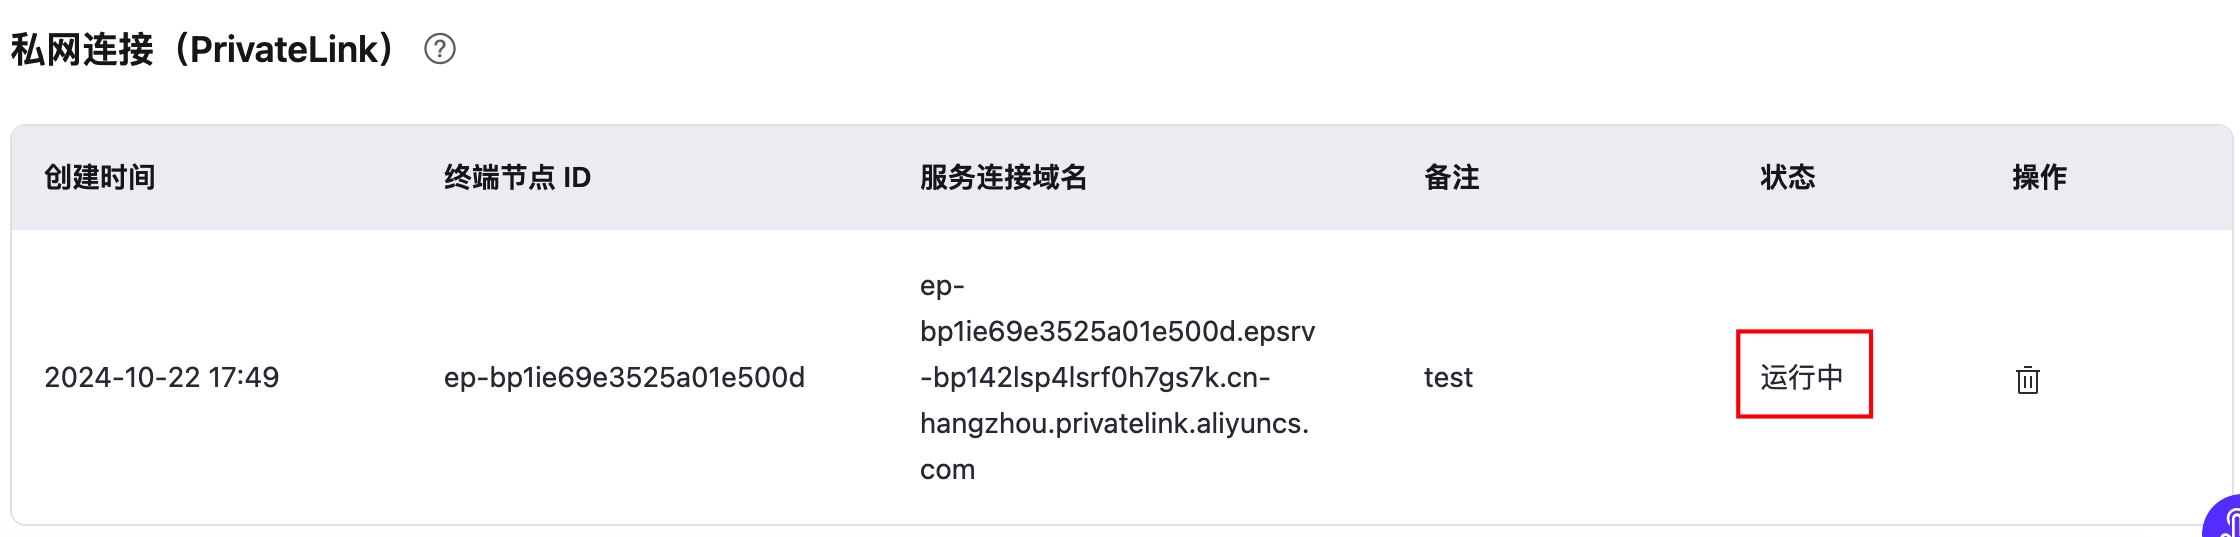 私网连接（PrivateLink）
创建时间 终端节点 ID 服务连接域名 备注 状态 操作
2024-10-22 17:49 ep-bp1ie69e3525a01e500d
ep-
bp1ie69e3525a01e500d.epsrv
-bp142lsp4lsrf0h7gs7k.cn-
hangzhou.privatelink.aliyuncs.
com
test 运行中